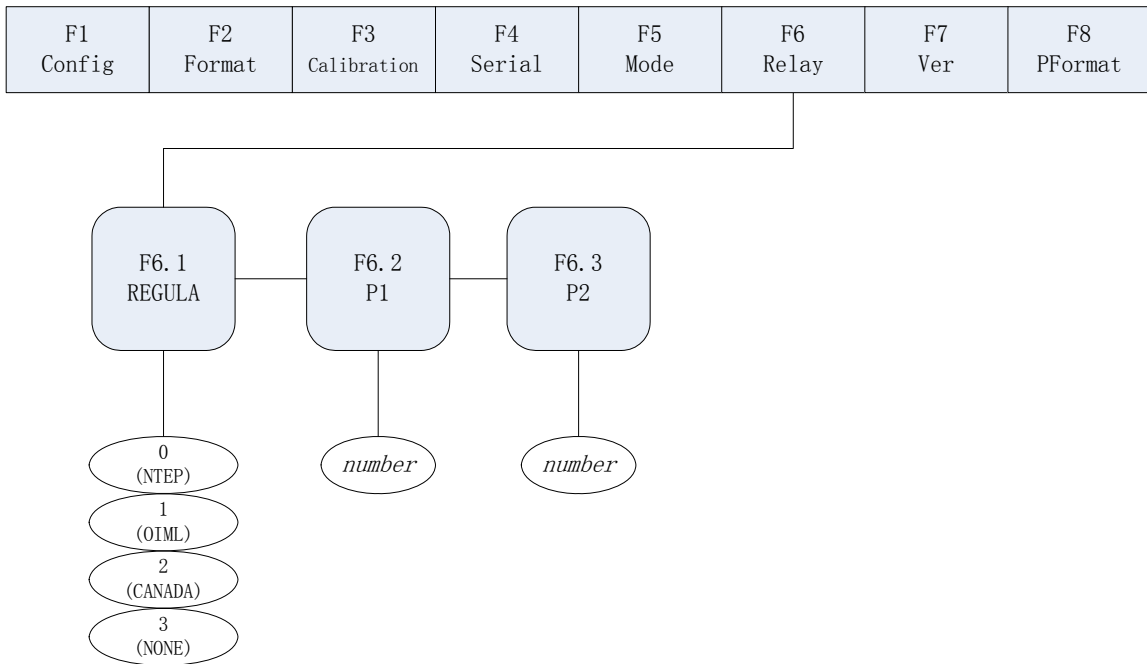 F1
Config
F2
Format
F3
Calibration
F4
Serial
F5
Mode
F6
Relay
F7
Ver
F8
PFormat
F6.1
REGULA
F6.2
P1
F6.3
P2
0
(NTEP)
1
(OIML)
2
(CANADA)
3
(NONE)
number
number